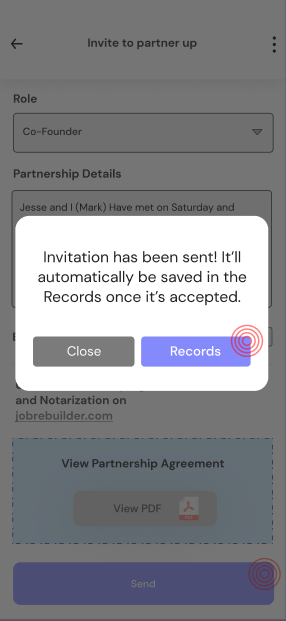 Invite to partner up
Role
Co-Founder
Partnership Details
Jesse and I (Mark) Have met on Saturday and
Invitation has been sent! It’ll
automatically be saved in the
Records once it’s accepted.
Close
Records
and Notarization on
jobrebuilder.com
View Partnership Agreement
View PDF
Send